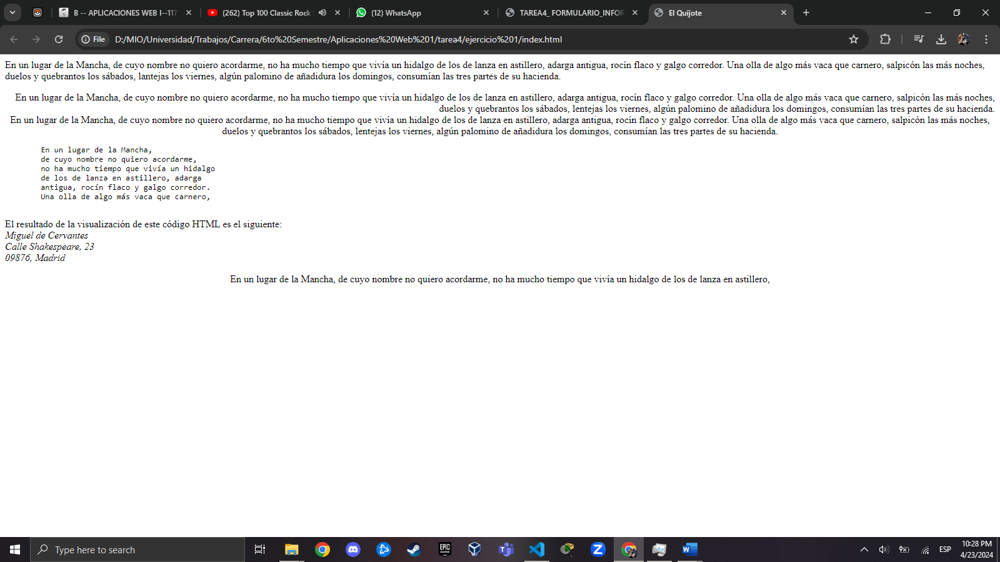 B -- APLICACIONES WEB I--117
(262) Top 100 Classic Rock
(12) WhatsApp
TAREA4_ FORMULARIO_INFOR
El Quijote
File
D:/MIO/Universidad/Trabajos/Carrera/6to%20Semestre/Aplicaciones%20Web%201/tarea4/ejercicio%201/index.html
En un lugar de la Mancha, de cuyo nombre no quiero acordarme, no ha mucho tiempo que vivía un hidalgo de los de lanza en astillero, adarga antigua, rocín flaco y galgo corredor. Una olla de algo más vaca que carnero, salpicón las más noches,
duelos y quebrantos los sábados, lantejas los viernes, algún palomino de añadidura los domingos, consumían las tres partes de su hacienda.
En un lugar de la Mancha, de cuyo nombre no quiero acordarme, no ha mucho tiempo que vivía un hidalgo de los de lanza en astillero, adarga antigua, rocín flaco y galgo corredor. Una olla de algo más vaca que carnero, salpicón las más noches,
duelos y quebrantos los sábados, lentejas los viernes, algún palomino de añadidura los domingos, consumían las tres partes de su hacienda.
En un lugar de la Mancha, de cuyo nombre no quiero acordarme, no ha mucho tiempo que vivía un hidalgo de los de lanza en astillero, adarga antigua, rocín flaco y galgo corredor. Una olla de algo más vaca que carnero, salpicón las más noches,
duelos y quebrantos los sábados, lentejas los viernes, algún palomino de añadidura los domingos, consumían las tres partes de su hacienda.
En un lugar de la Mancha,
de cuyo nombre no quiero acordarme,
no ha mucho tiempo que vivía un hidalgo
de los de lanza en astillero, adarga
antigua, rocín flaco y galgo corredor.
Una olla de algo más vaca que carnero,
El resultado de la visualización de este código HTML es el siguiente:
Miguel de Cervantes
Calle Shakespeare, 23
09876, Madrid
En un lugar de la Mancha, de cuyo nombre no quiero acordarme, no ha mucho tiempo que vivía un hidalgo de los de lanza en astillero,
Type here to search
EPIC
GAMES
ESP
10:28 PM
4/23/2024